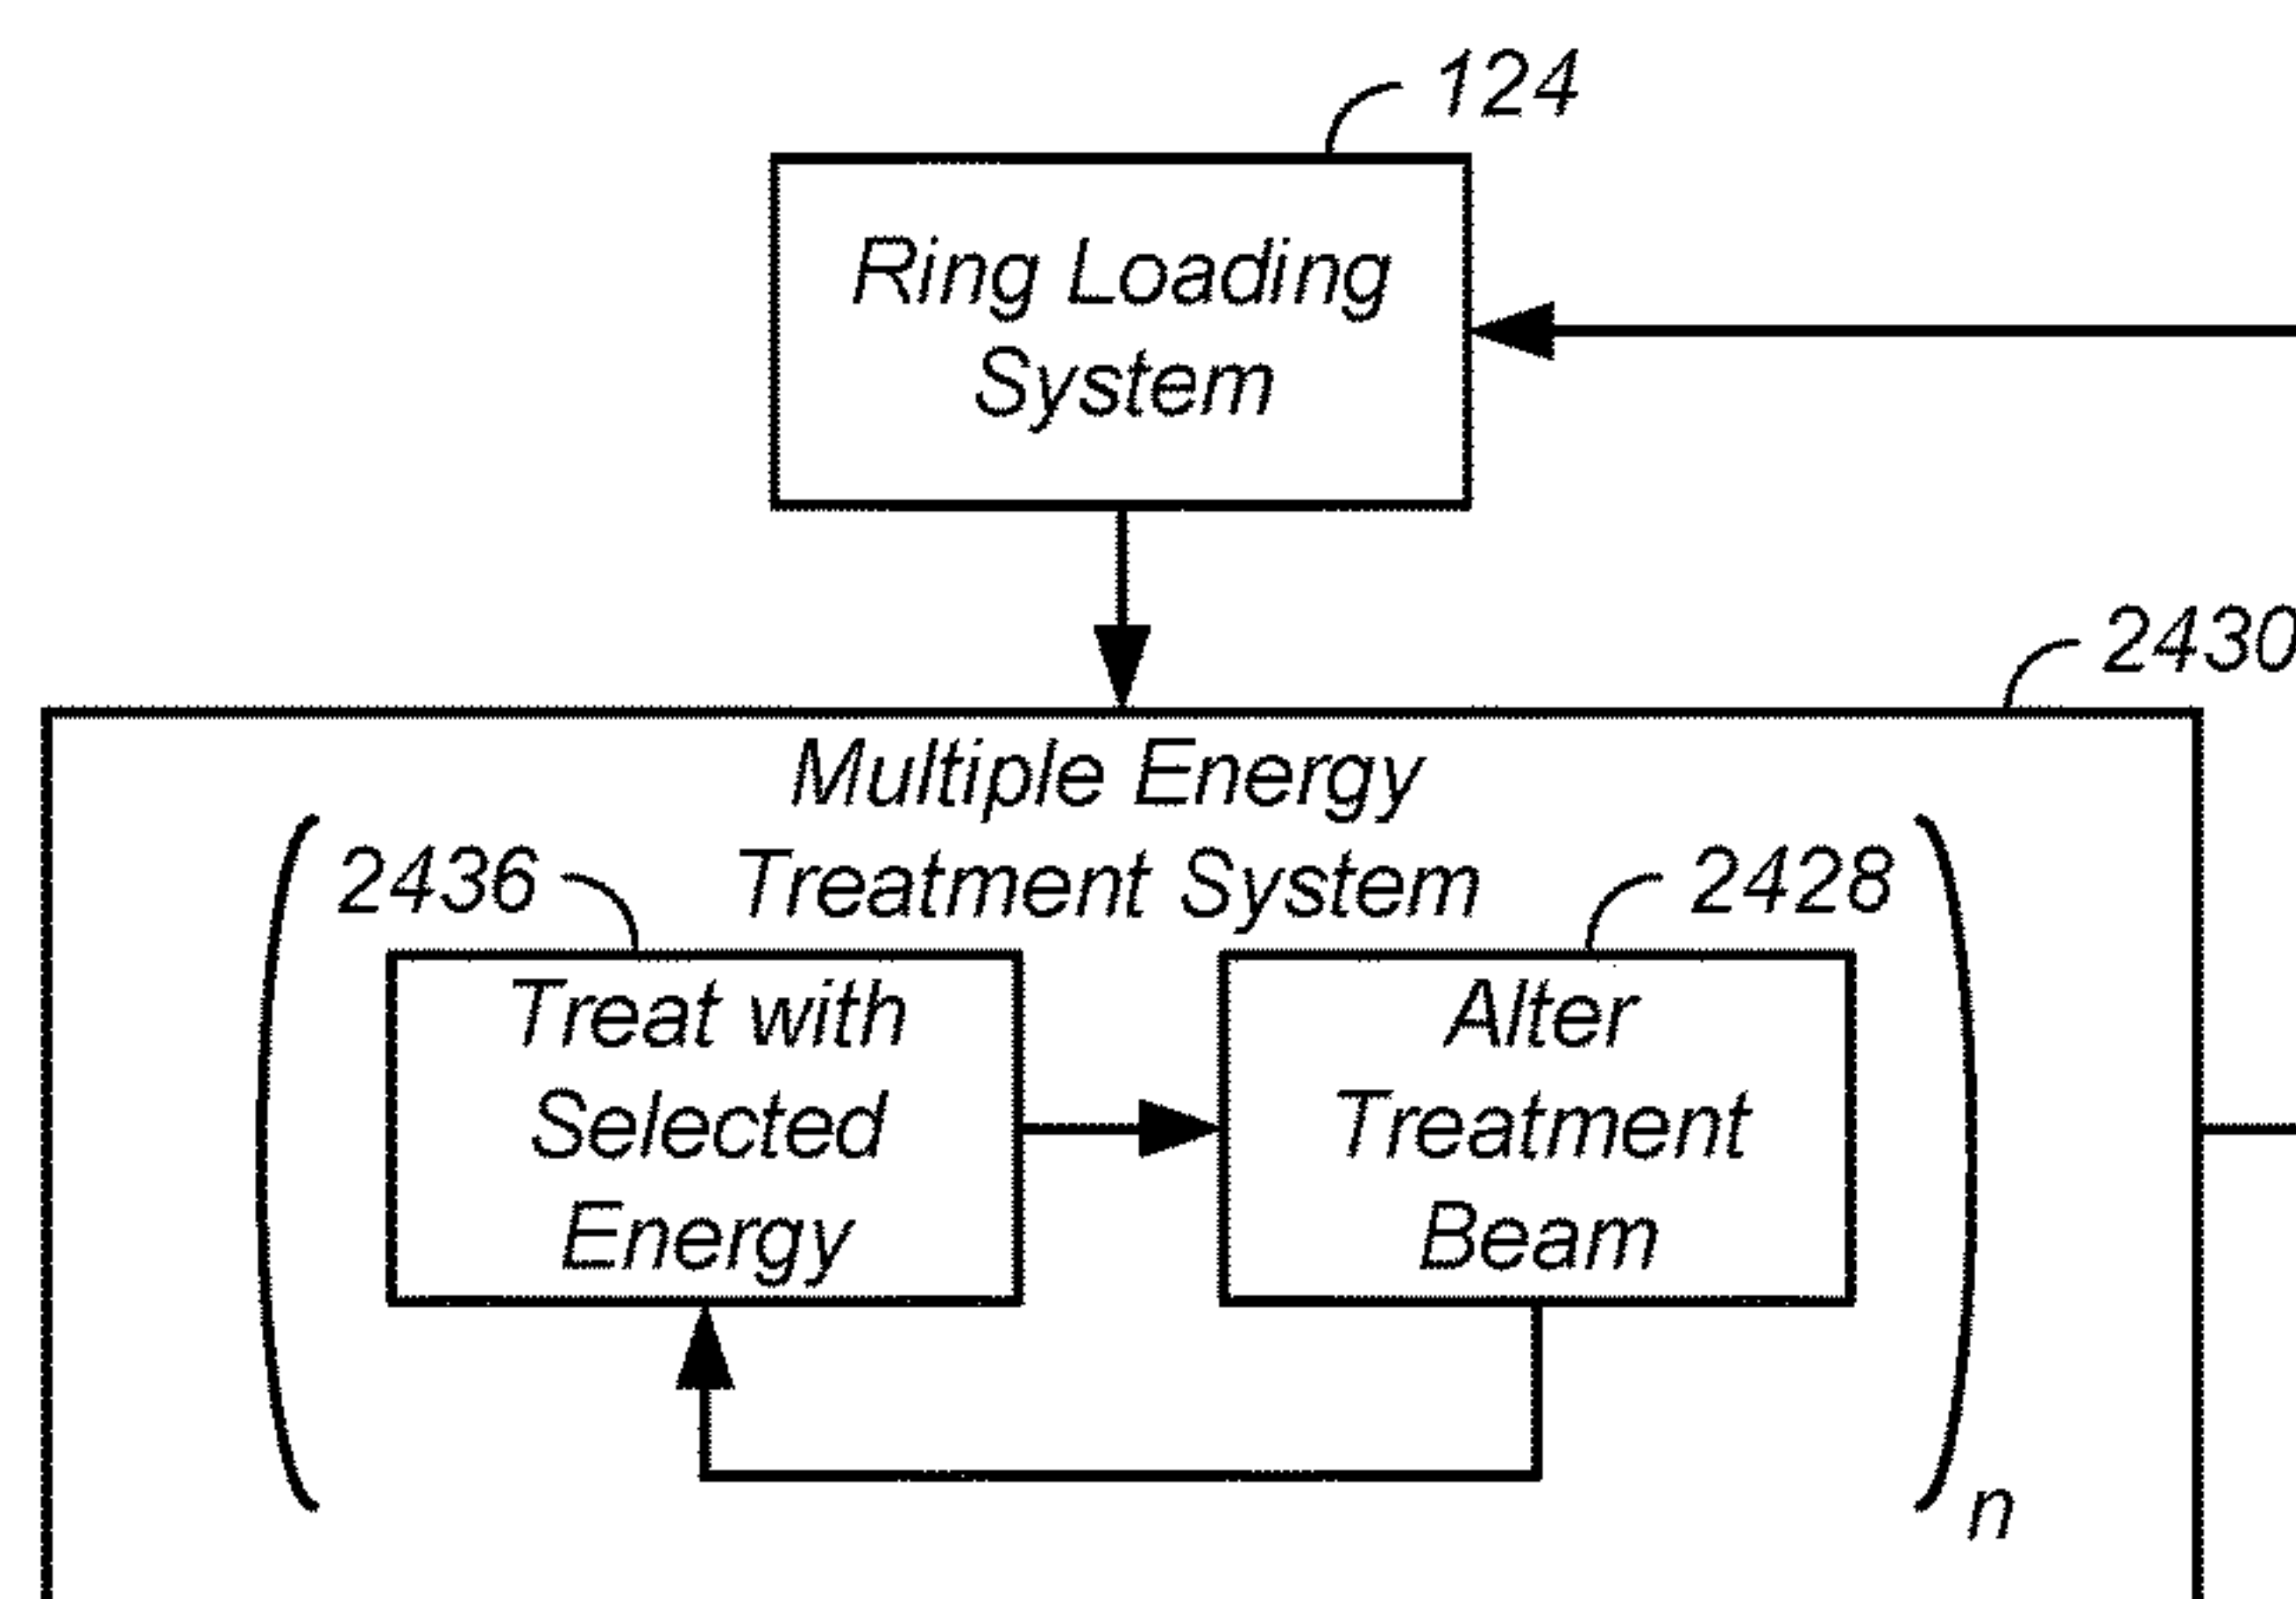 124
Ring Loading
System
2430
Multiple Energy
Treatment System
2436
2428
Treat with
Selected
Energy
Alter
Treatment
Beam
n